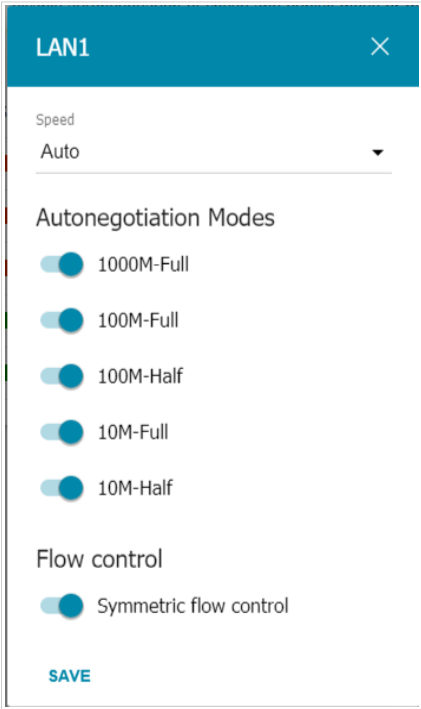 LAN1
Speed
Auto
Autonegotiation Modes
1000M-Full
100M-Full
100M-Half
10M-Full
10M-Half
Flow control
Symmetric flow control
SAVE